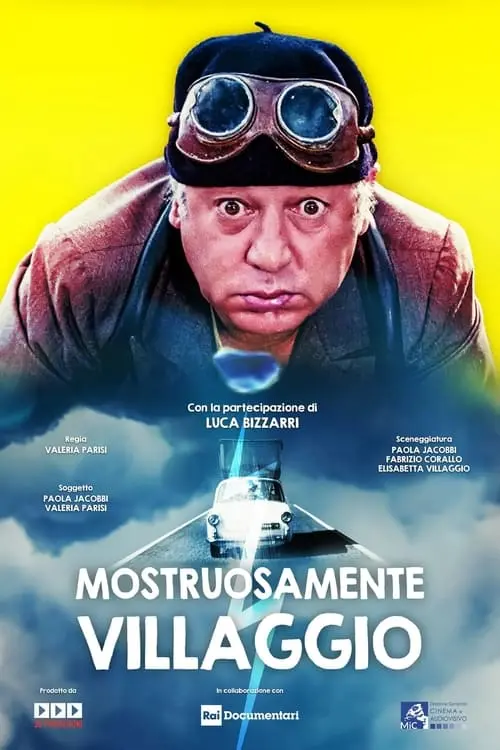 Con la partecipazione di
LUCA BIZZARRI
Regia
VALERIA PARISI
Sceneggiatura
PAOLA JACOBBI
FABRIZIO CORALLO
ELISABETTA VILLAGGIO
Soggetto
PAOLA JACOBBI
VALERIA PARISI
MOSTRUOSAMENTE
VILLAGGIO
Prodotto da
In collaborazione con
Rai Documentari
MiC
CINEMA e
AUDIOVISIVO